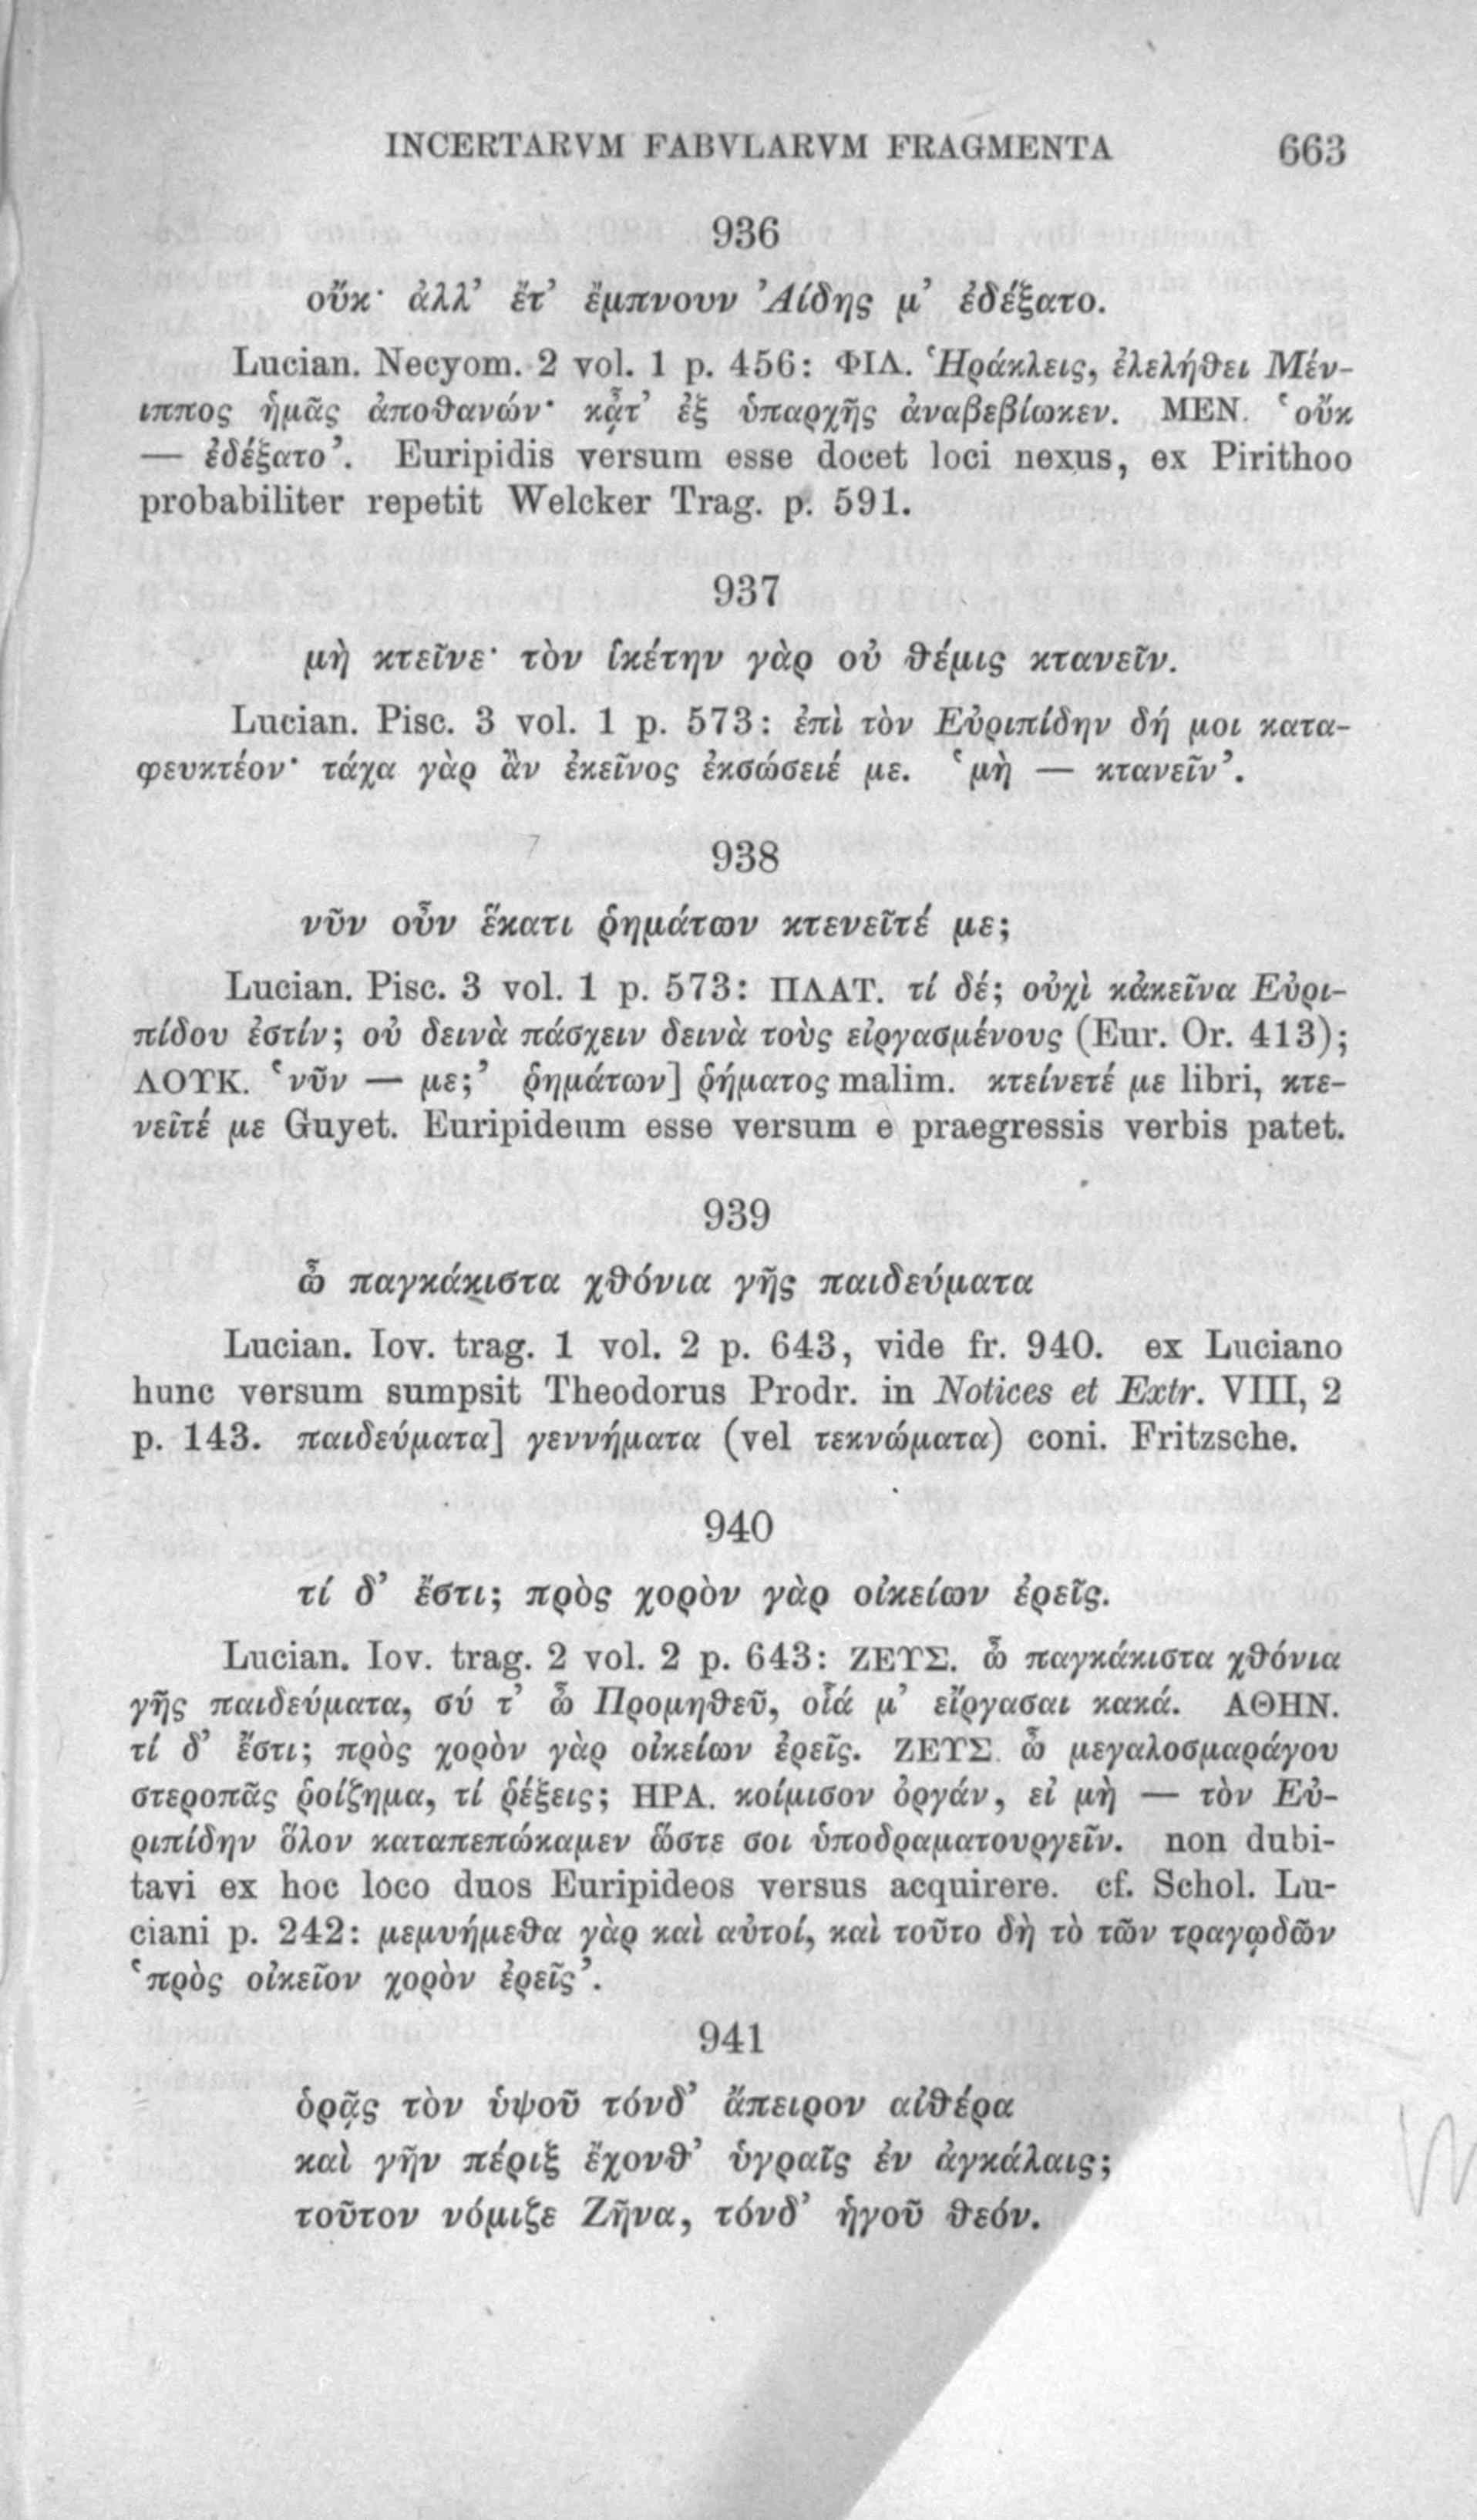 INCERTARVM FABVLARVM FRAGMENTA 663
936
οὔκ· ἀλλ’ ἔτ’ ἔμπνουν Ἀίδης μ’ ἐδέξατο.
Lucian. Necyom. 2 vol. 1 p. 456: ΦΙΛ. Ἡράκλεις, ἐλελήθει Μέν-
ιππος ἡμᾶς ἀποθανών· κᾆτ’ ἐξ ὑπαρχῆς ἀναβεβίωκεν. ΜΕΝ. ‘οὔκ
— ἐδέξατο’. Euripidis versum esse docet loci nexus, ex Pirithoo
probabiliter repetit Welcker Trag. p. 591.
937
μὴ κτεῖνε· τὸν ἱκέτην γὰρ οὐ θέμις κτανεῖν.
Lucian. Pisc. 3 vol. 1 p. 573: ἐπὶ τὸν Εὐριπίδην δή μοι κατα-
φευκτέον· τάχα γὰρ ἂν ἐκεῖνος ἐκσώσειέ με. ‘μὴ — κτανεῖν’.
938
νῦν οὖν ἕκατι ῥημάτων κτενεῖτέ με;
Lucian. Pisc. 3 vol. 1 p. 573: ΠΛΑΤ. τί δέ; οὐχὶ κἀκεῖνα Εὐρι-
πίδου ἐστίν; οὐ δεινὰ πάσχειν δεινὰ τοὺς εἰργασμένους (Eur. Or. 413);
ΛΟΥΚ. ‘νῦν — με;’ ῥημάτων] ῥήματος malim. κτείνετέ με libri, κτε-
νεῖτέ με Guyet. Euripideum esse versum e praegressis verbis patet.
939
ὦ παγκάκιστα χθόνια γῆς παιδεύματα
Lucian. Iov. trag. 1 vol. 2 p. 643, vide fr. 940. ex Luciano
hunc versum sumpsit Theodorus Prodr. in Notices et Extr. VIII, 2
p. 143. παιδεύματα] γεννήματα (vel τεκνώματα) coni. Fritzsche.
940
τί δ’ ἔστι; πρὸς χορὸν γὰρ οἰκείων ἐρεῖς.
Lucian. Iov. trag. 2 vol. 2 p. 643: ΖΕΥΣ. ὦ παγκάκιστα χθόνια
γῆς παιδεύματα, σύ τ’ ὦ Προμηθεῦ, οἷά μ’ εἴργασαι κακά. ΑΘΗΝ.
τί δ’ ἔστι; πρὸς χορὸν γὰρ οἰκείων ἐρεῖς. ΖΕΥΣ. ὦ μεγαλοσμαράγου
στεροπᾶς ῥοίζημα, τί ῥέξεις; ΗΡΑ. κοίμισον ὀργάν, εἰ μὴ — τὸν Εὐ-
ριπίδην ὅλον καταπεπώκαμεν ὥστε σοι ὑποδραματουργεῖν. non dubi-
tavi ex hoc loco duos Euripideos versus acquirere. cf. Schol. Lu-
ciani p. 242: μεμνήμεθα γὰρ καὶ αὐτοί, καὶ τοῦτο δὴ τὸ τῶν τραγῳδῶν
‘πρὸς οἰκεῖον χορὸν ἐρεῖς’.
941
ὁρᾷς τὸν ὑψοῦ τόνδ’ ἄπειρον αἰθέρα
καὶ γῆν πέριξ ἔχονθ’ ὑγραῖς ἐν ἀγκάλαις;
τοῦτον νόμιζε Ζῆνα, τόνδ’ ἡγοῦ θεόν.